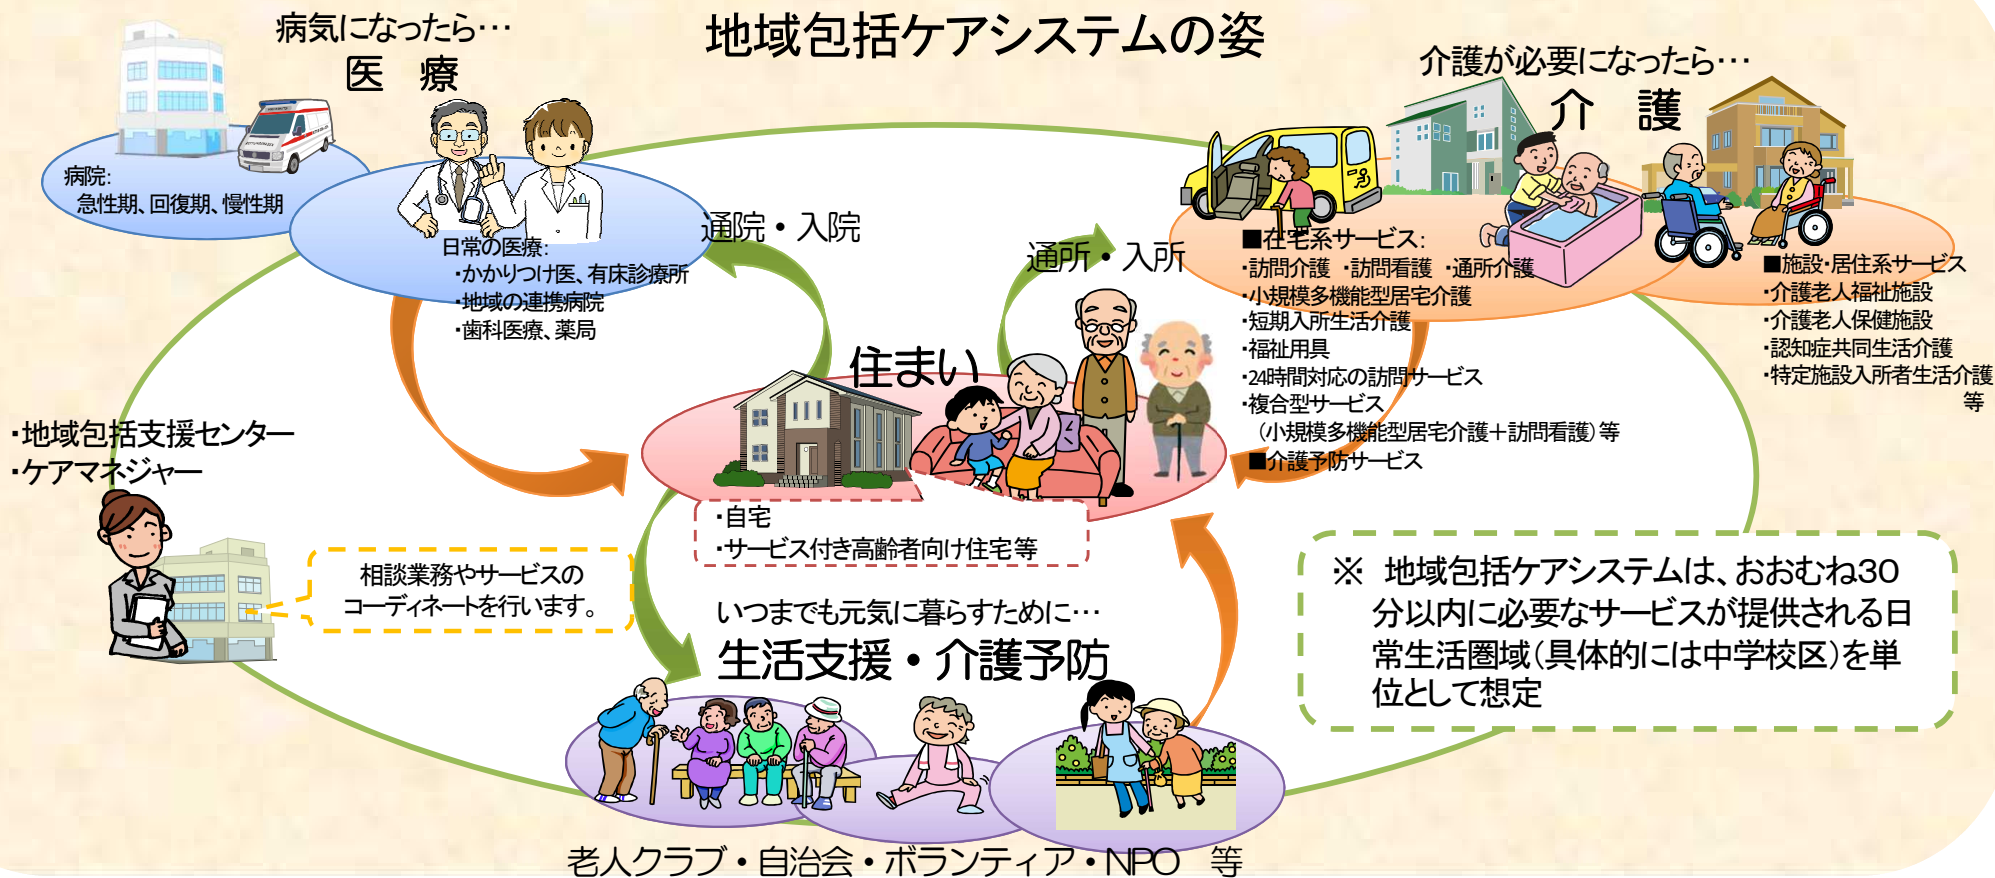 地域包括ケアシステムの姿
病気になったら…
医　療
病院:
急性期、回復期、慢性期
日常の医療:
・かかりつけ医、有床診療所
・地域の連携病院
・歯科医療、薬局
通院・入院
通所・入所
介護が必要になったら…
介　護
■在宅系サービス:
・訪問介護 ・訪問看護 ・通所介護
・小規模多機能型居宅介護
・短期入所生活介護
・福祉用具
・24時間対応の訪問サービス
・複合型サービス
（小規模多機能型居宅介護＋訪問看護）等
■介護予防サービス
■施設・居住系サービス
・介護老人福祉施設
・介護老人保健施設
・認知症共同生活介護
・特定施設入所者生活介護
等
住まい
・自宅
・サービス付き高齢者向け住宅等
・地域包括支援センター
・ケアマネジャー
相談業務やサービスの
コーディネートを行います。
いつまでも元気に暮らすために…
生活支援・介護予防
老人クラブ・自治会・ボランティア・NPO　等
※　地域包括ケアシステムは、おおむね30
分以内に必要なサービスが提供される日
常生活圏域（具体的には中学校区）を単
位として想定